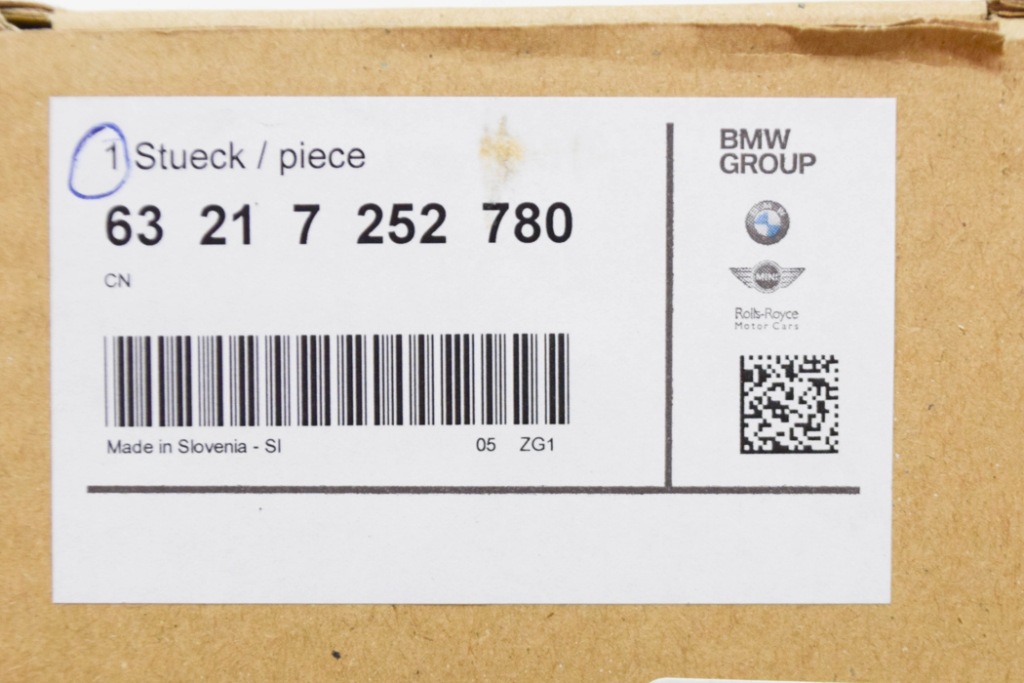 1 Stueck / piece
63 21 7 252 780
CN
Made in Slovenia - SI
05 ZG1
BMW
GROUP
MINI
Rolls-Royce
Motor Cars